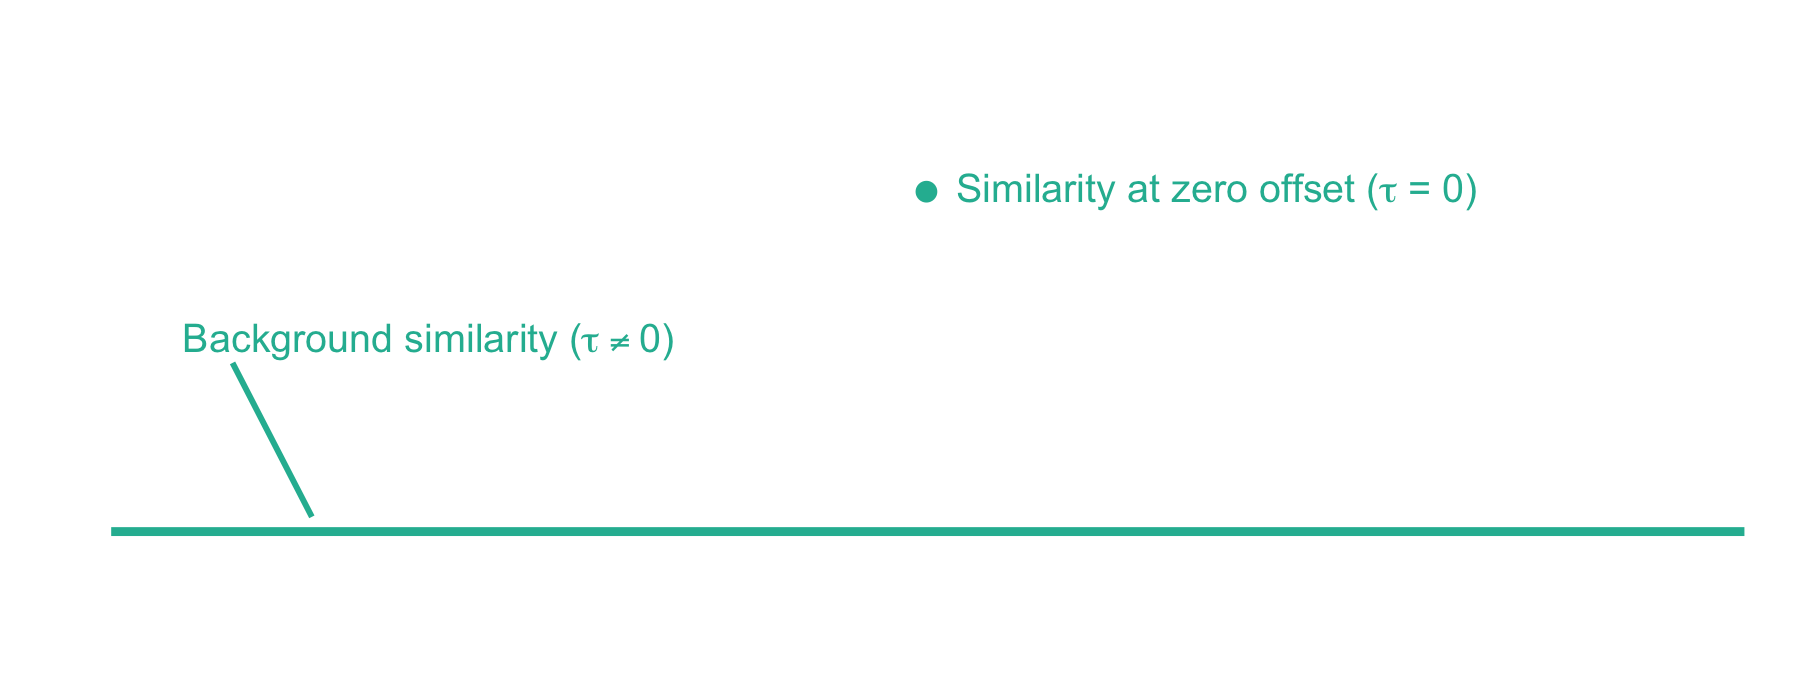 Similarity at zero offset (τ = 0)
Background similarity (τ ≠ 0)